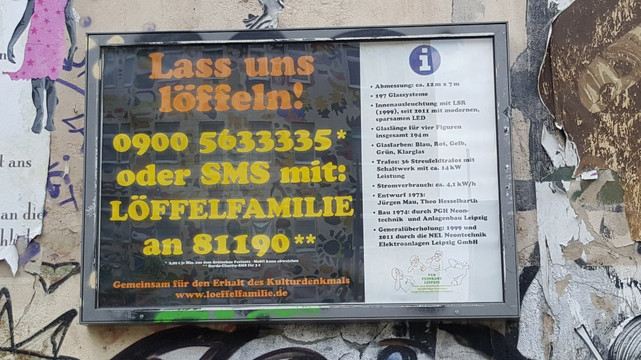 Lass uns
löffeln!
0900 5633335*
oder SMS mit:
LÖFFELFAMILIE
an 81190**
Gemeinsam für den Erhalt des Kulturdenkmals
www.loeffelfamilie.de
i
• Abmessung: ca. 12 m x 7 m
• 197 Glassysteme
• Innenausleuchtung mit LSR
(1999), seit 2011 mit modernen,
sparsamen LED
• Glaslänge für vier Figuren
insgesamt 194 m
• Glasfarben: Blau, Rot, Gelb,
Grün, Klarglas
• Trafos: 36 Streufeldtrafos mit
Schaltwerk mit ca. 14 kW
Leistung
• Stromverbrauch: ca. 4,1 kW/h
• Entwurf 1973:
Jürgen Mau, Theo Hesselbarth
• Bau 1974: durch PGH Neon-
technik und Anlagenbau Leipzig
• Generalüberholung: 1999 und
2011 durch die NEL Neontechnik
Elektroanlagen Leipzig GmbH
ans
an die